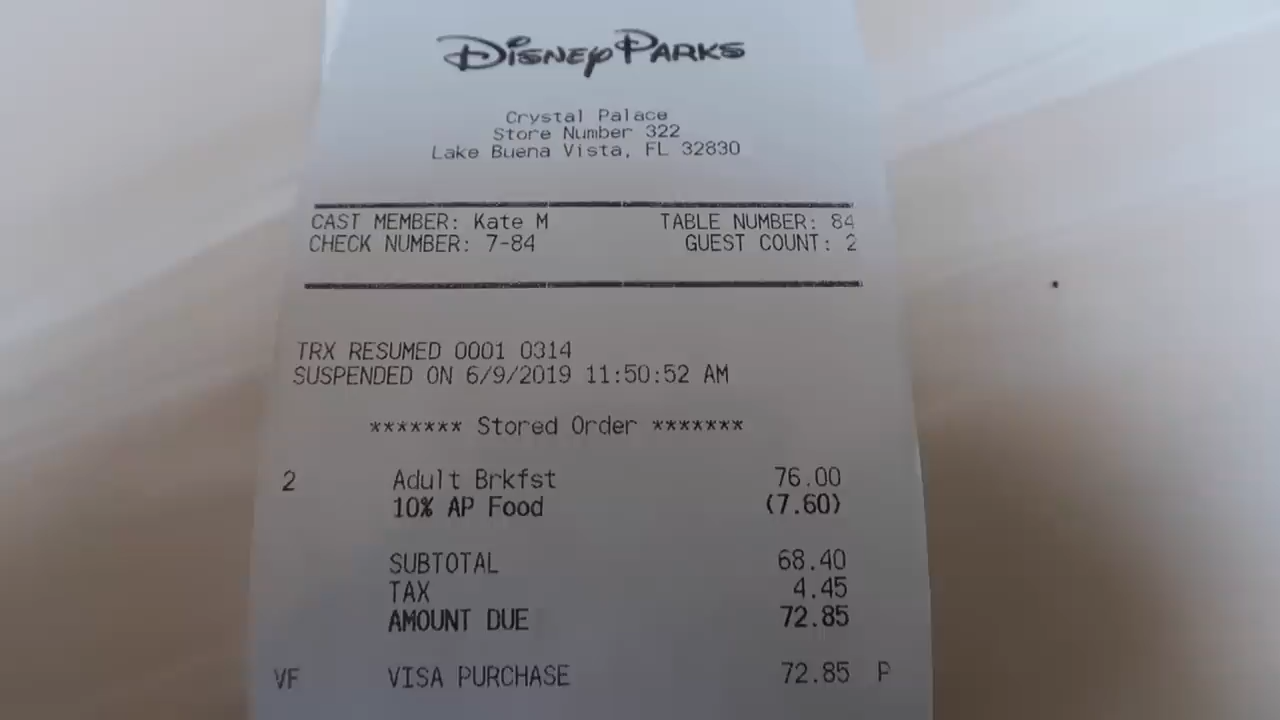 Disney Parks
Crystal Palace
Store Number 322
Lake Buena Vista, FL 32830
CAST MEMBER: Kate M TABLE NUMBER: 84
CHECK NUMBER: 7-84 GUEST COUNT: 2
TRX RESUMED 0001 0314
SUSPENDED ON 6/9/2019 11:50:52 AM
******* Stored Order *******
2 Adult Brkfst 76.00
10% AP Food (7.60)
SUBTOTAL 68.40
TAX 4.45
AMOUNT DUE 72.85
VF VISA PURCHASE 72.85 P